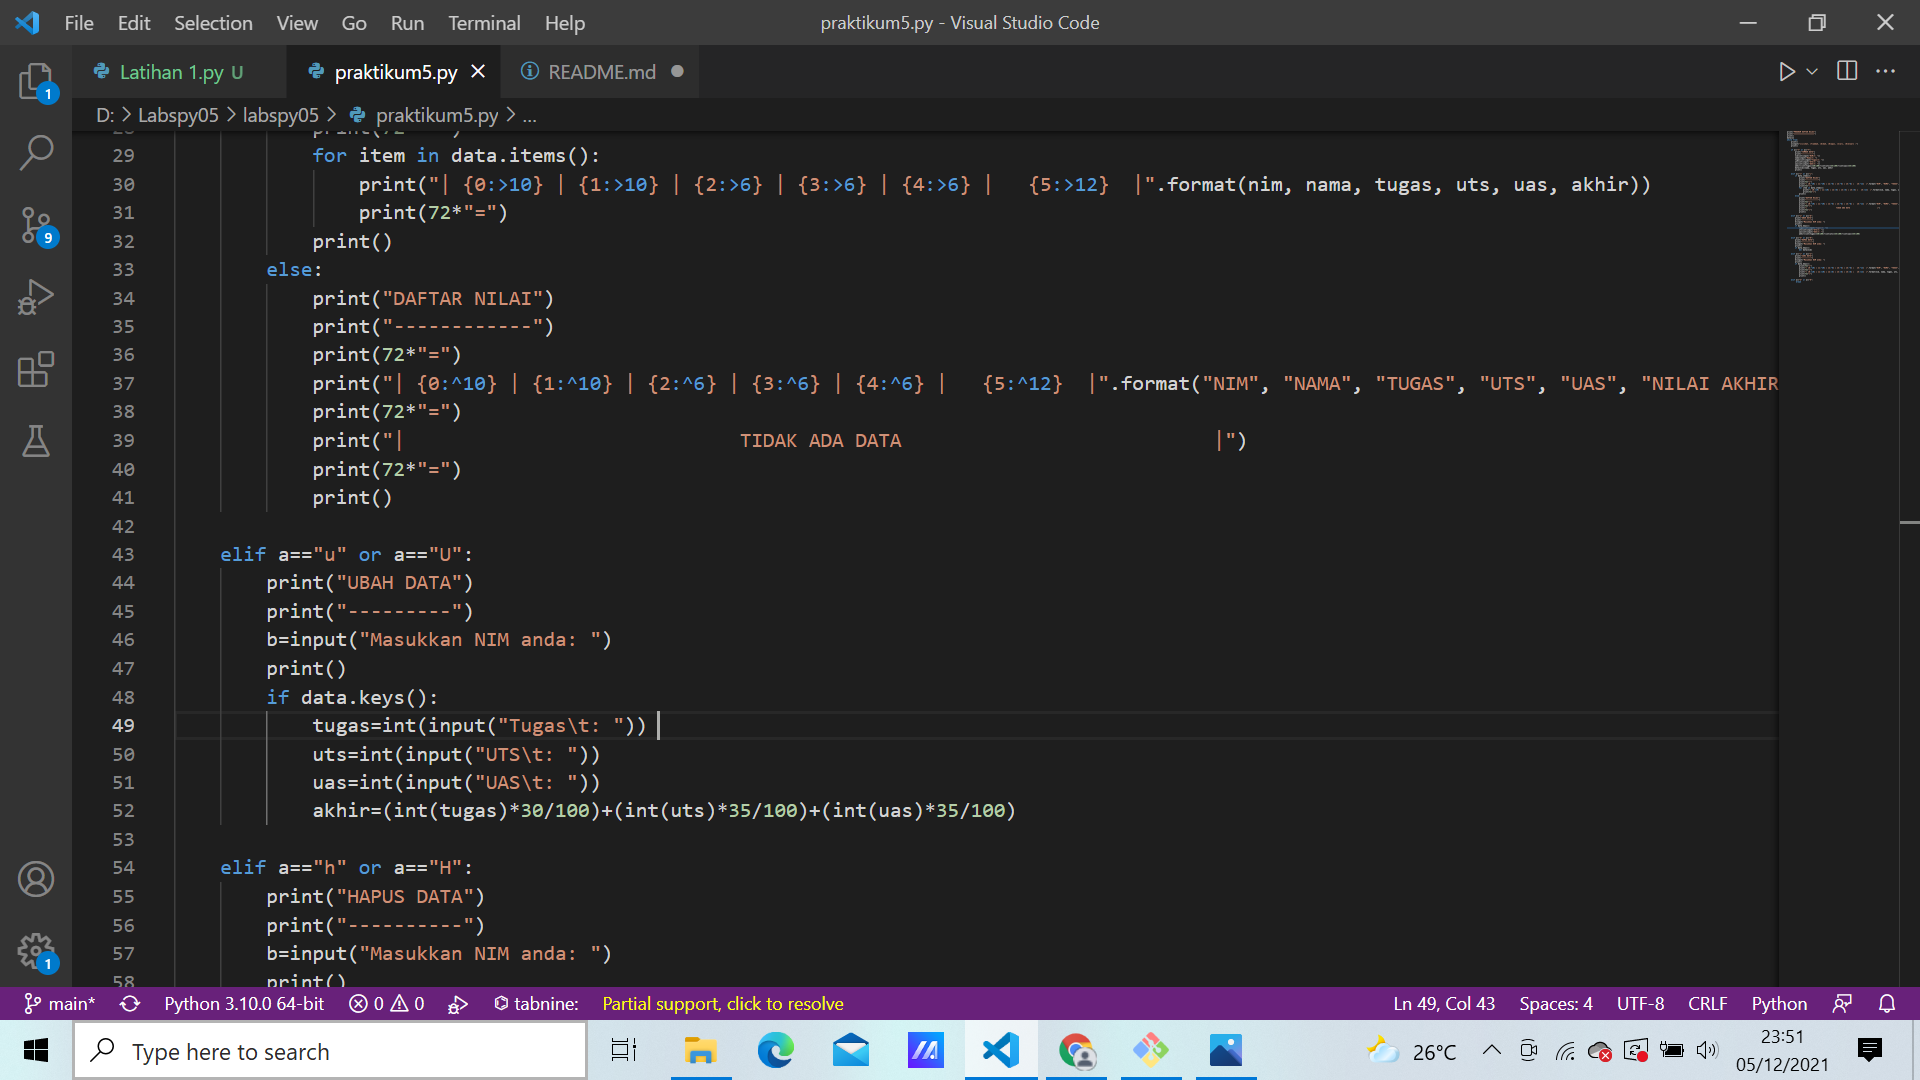 File Edit Selection View Go Run Terminal Help praktikum5.py - Visual Studio Code
Latihan 1.py U praktikum5.py README.md
D: > Labspy05 > labspy05 > praktikum5.py > ...
29 for item in data.items():
30 print("| {0:>10} | {1:>10} | {2:>6} | {3:>6} | {4:>6} |   {5:>12}  |".format(nim, nama, tugas, uts, uas, akhir))
31 print(72*"=")
32 print()
33 else:
34 print("DAFTAR NILAI")
35 print("------------")
36 print(72*"=")
37 print("| {0:^10} | {1:^10} | {2:^6} | {3:^6} | {4:^6} |   {5:^12}  |".format("NIM", "NAMA", "TUGAS", "UTS", "UAS", "NILAI AKHIR
38 print(72*"=")
39 print("|                             TIDAK ADA DATA                           |")
40 print(72*"=")
41 print()
42
43 elif a=="u" or a=="U":
44 print("UBAH DATA")
45 print("---------")
46 b=input("Masukkan NIM anda: ")
47 print()
48 if data.keys():
49 tugas=int(input("Tugas\t: "))
50 uts=int(input("UTS\t: "))
51 uas=int(input("UAS\t: "))
52 akhir=(int(tugas)*30/100)+(int(uts)*35/100)+(int(uas)*35/100)
53
54 elif a=="h" or a=="H":
55 print("HAPUS DATA")
56 print("----------")
57 b=input("Masukkan NIM anda: ")
58 print()
1
9
1
main* Python 3.10.0 64-bit 0 0 tabnine: Partial support, click to resolve Ln 49, Col 43 Spaces: 4 UTF-8 CRLF Python
Type here to search 26°C 23:51
05/12/2021